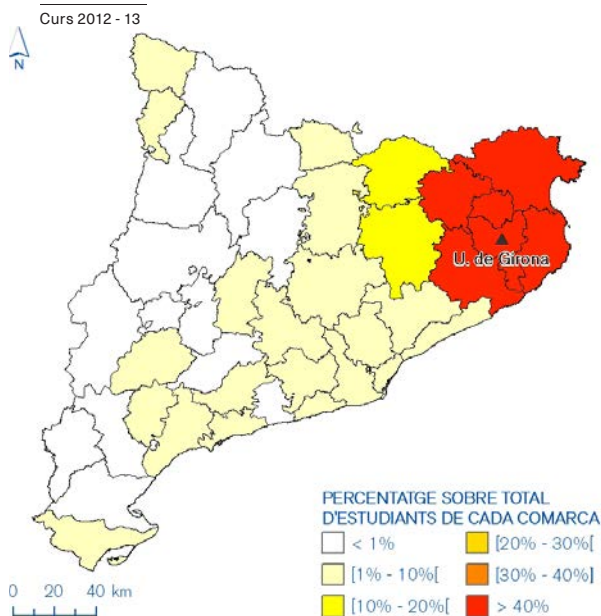 Curs 2012 - 13
N
U. de Girona
PERCENTATGE SOBRE TOTAL
D'ESTUDIANTS DE CADA COMARCA
< 1%
[20% - 30%[
[1% - 10%[
[30% - 40%]
[10% - 20%[
> 40%
0 20 40 km